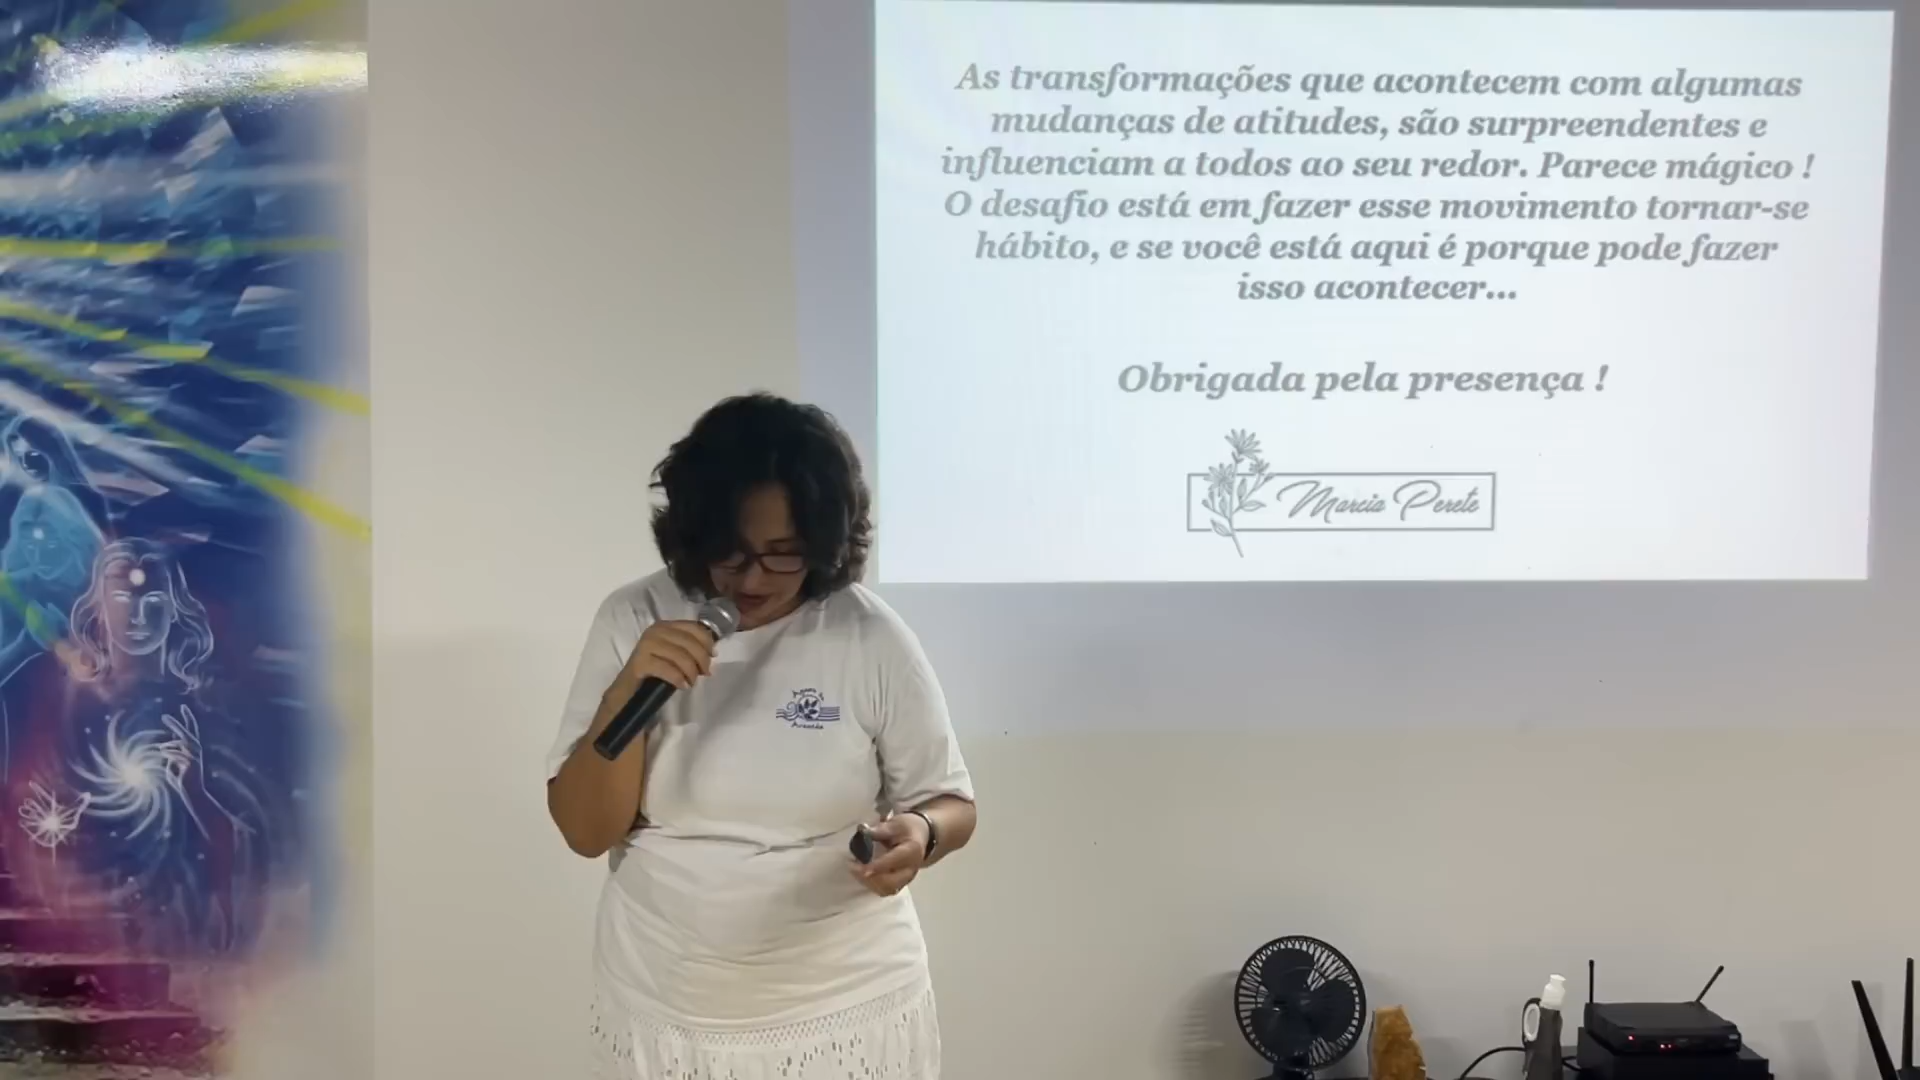 As transformações que acontecem com algumas
mudanças de atitudes, são surpreendentes e
influenciam a todos ao seu redor. Parece mágico !
O desafio está em fazer esse movimento tornar-se
hábito, e se você está aqui é porque pode fazer
isso acontecer...
Obrigada pela presença !
Marcia Perete